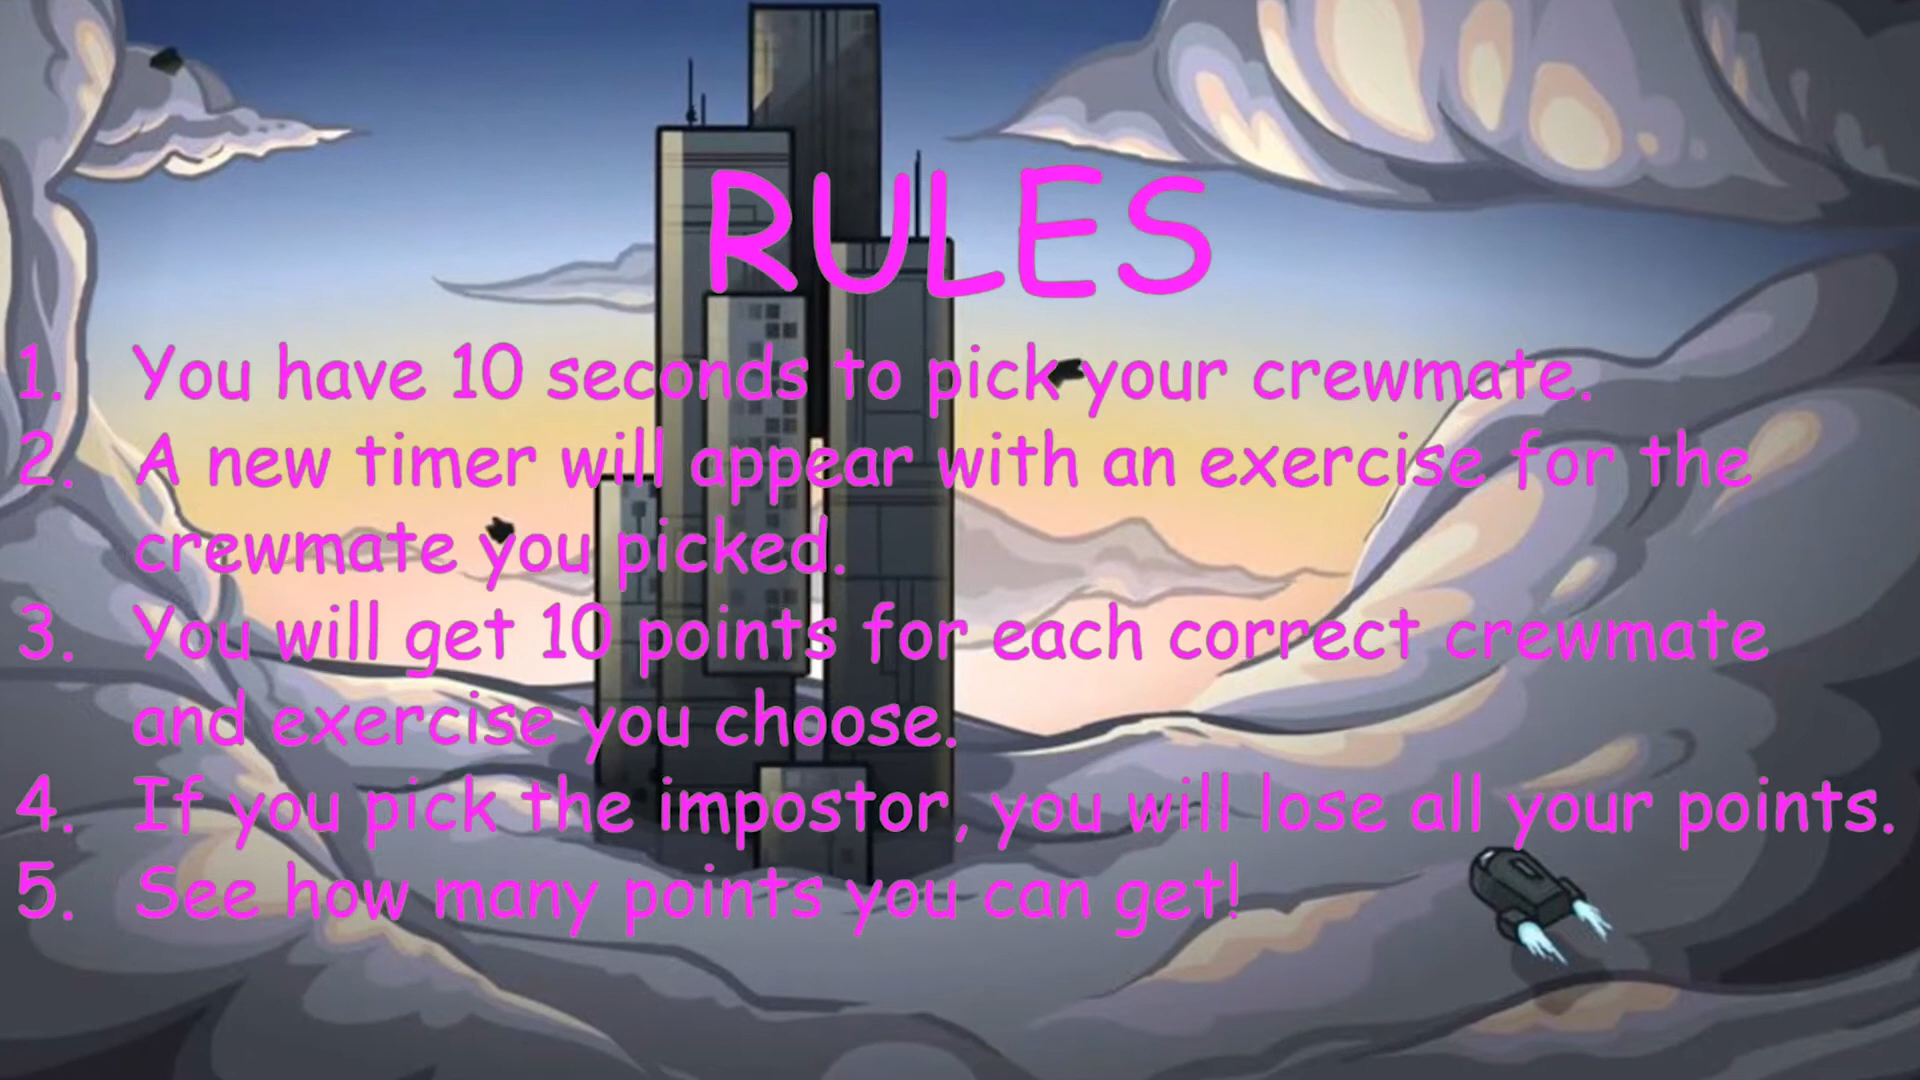 RULES
1. You have 10 seconds to pick your crewmate.
2. A new timer will appear with an exercise for the
crewmate you picked.
3. You will get 10 points for each correct crewmate
and exercise you choose.
4. If you pick the impostor, you will lose all your points.
5. See how many points you can get!